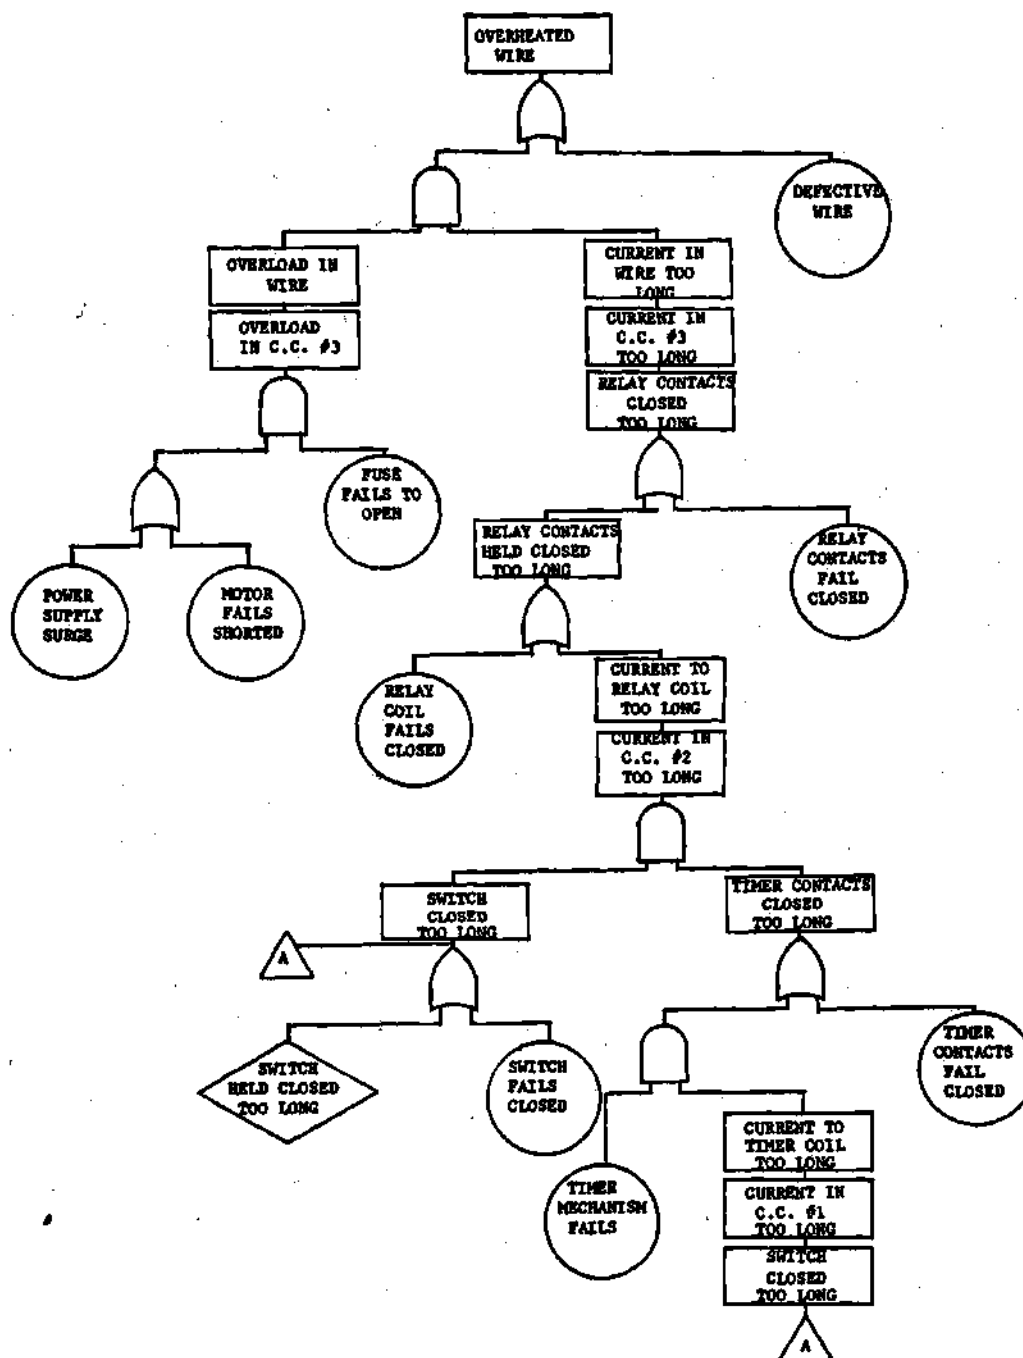 OVERHEATED
WIRE
DEFECTIVE
WIRE
OVERLOAD IN
WIRE
CURRENT IN
WIRE TOO
LONG
OVERLOAD
IN C.C. #3
CURRENT IN
C.C. #3
TOO LONG
RELAY CONTACTS
CLOSED
TOO LONG
FUSE
FAILS TO
OPEN
RELAY CONTACTS
HELD CLOSED
TOO LONG
RELAY
CONTACTS
FAIL
CLOSED
POWER
SUPPLY
SURGE
MOTOR
FAILS
SHORTED
RELAY
COIL
FAILS
CLOSED
CURRENT TO
RELAY COIL
TOO LONG
CURRENT IN
C.C. #2
TOO LONG
SWITCH
CLOSED
TOO LONG
TIMER CONTACTS
CLOSED
TOO LONG
A
SWITCH
HELD CLOSED
TOO LONG
SWITCH
FAILS
CLOSED
TIMER
CONTACTS
FAIL
CLOSED
TIMER
MECHANISM
FAILS
CURRENT TO
TIMER COIL
TOO LONG
CURRENT IN
C.C. #1
TOO LONG
SWITCH
CLOSED
TOO LONG
A